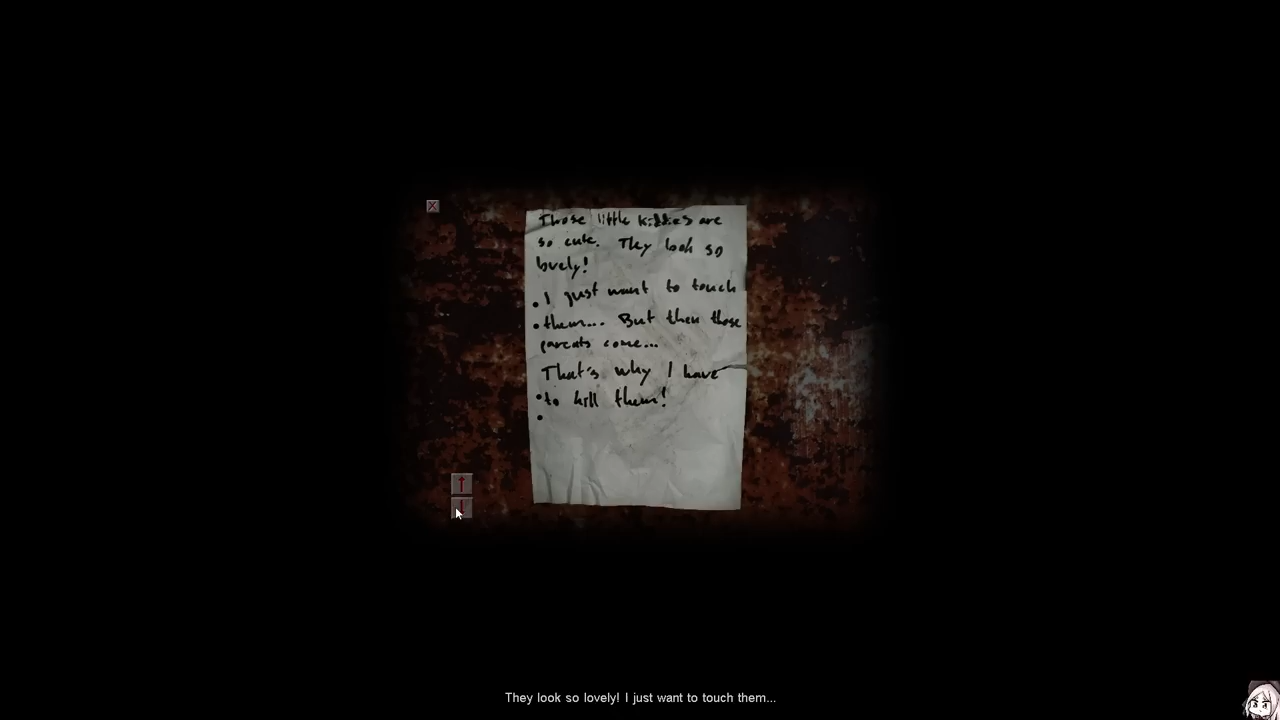 Those little kitties are
so cute. They look so
lovely!
I just want to touch
them... But then those
parents come...
That's why I have
to kill them!
They look so lovely! I just want to touch them...